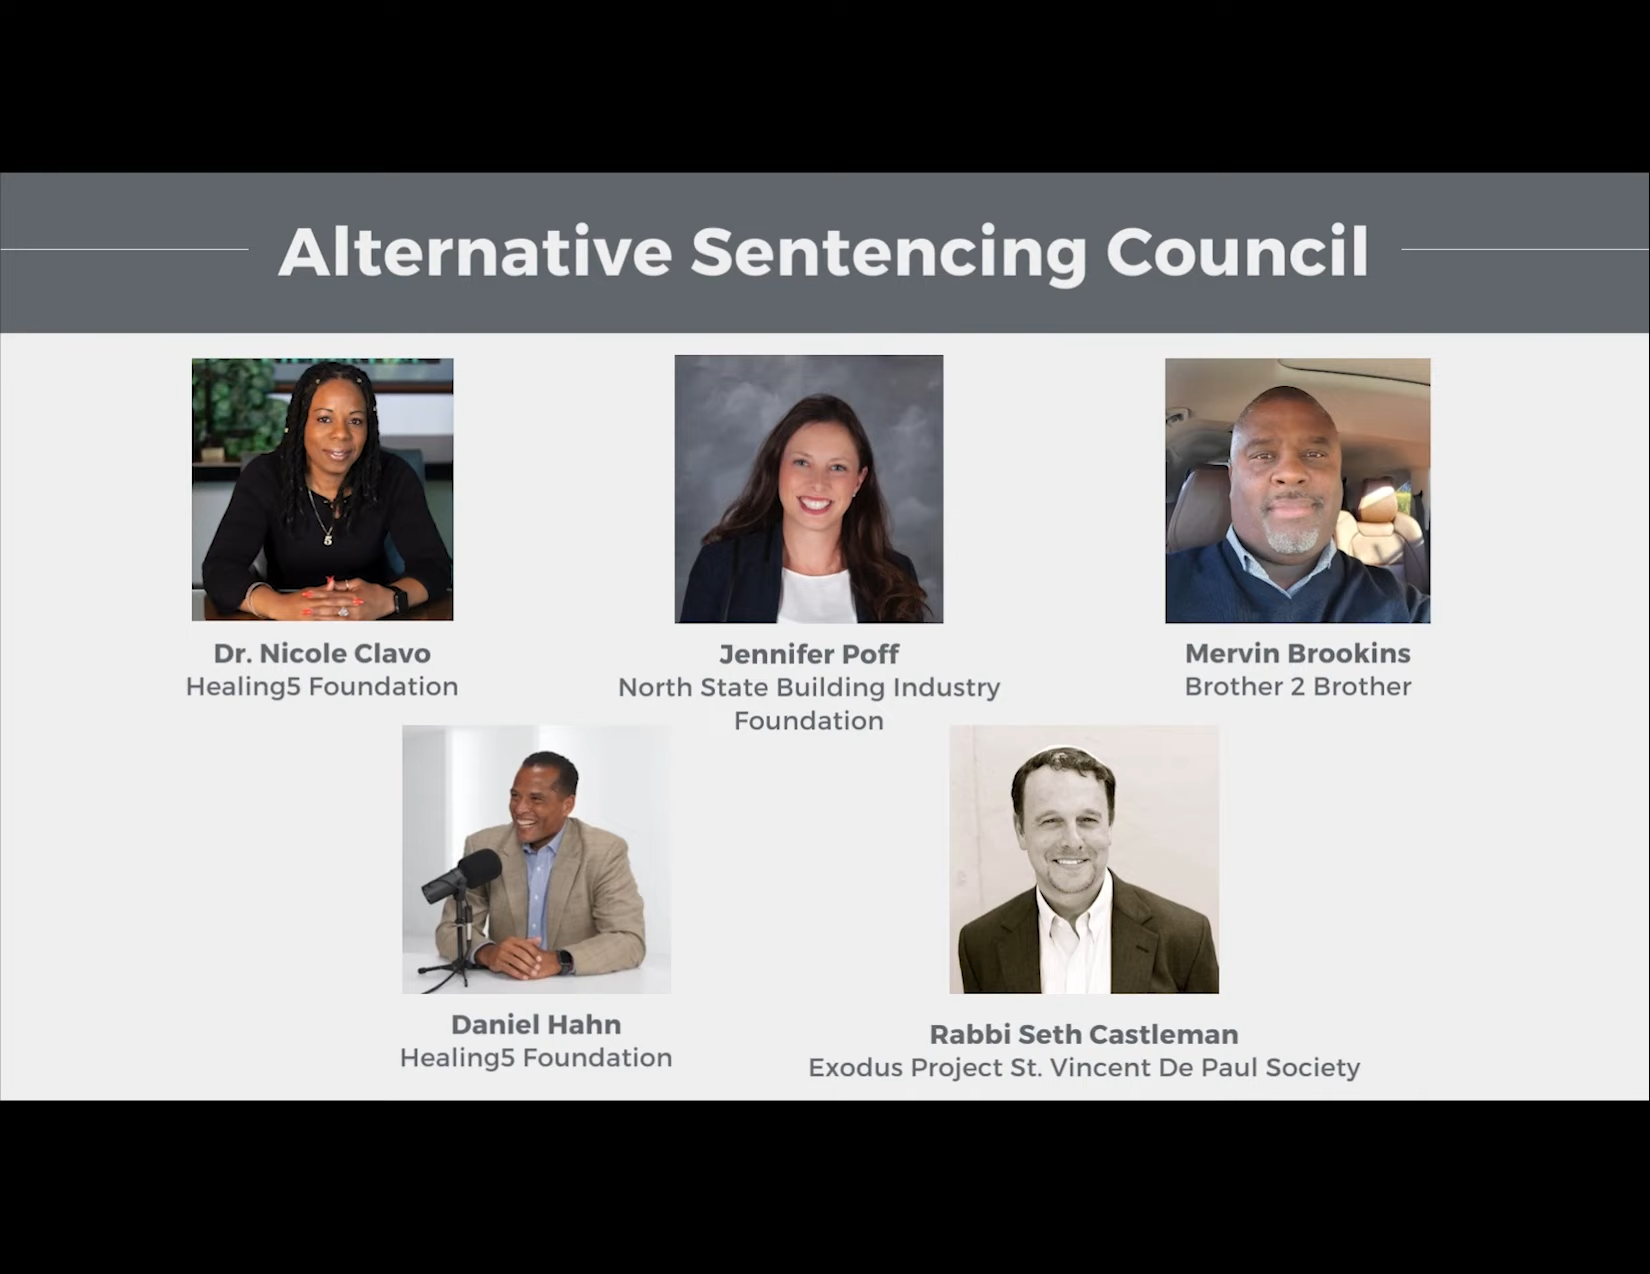 Alternative Sentencing Council
Dr. Nicole Clavo
Healing5 Foundation
Jennifer Poff
North State Building Industry
Foundation
Mervin Brookins
Brother 2 Brother
Daniel Hahn
Healing5 Foundation
Rabbi Seth Castleman
Exodus Project St. Vincent De Paul Society